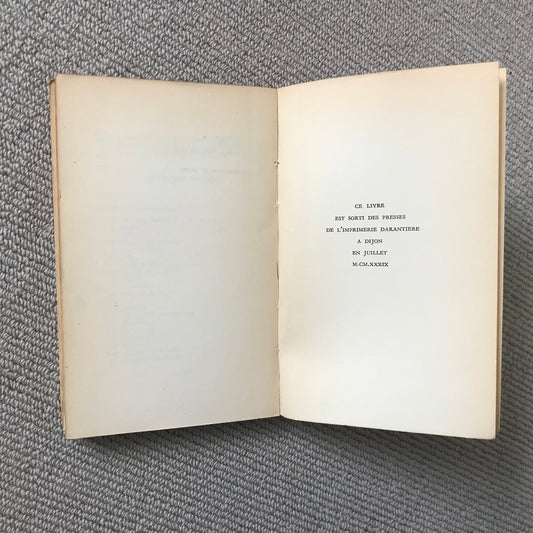 CE LIVRE
EST SORTI DES PRESSES
DE L'IMPRIMERIE DARANTIERE
A DIJON
EN JUILLET
M.CM.XXXIX